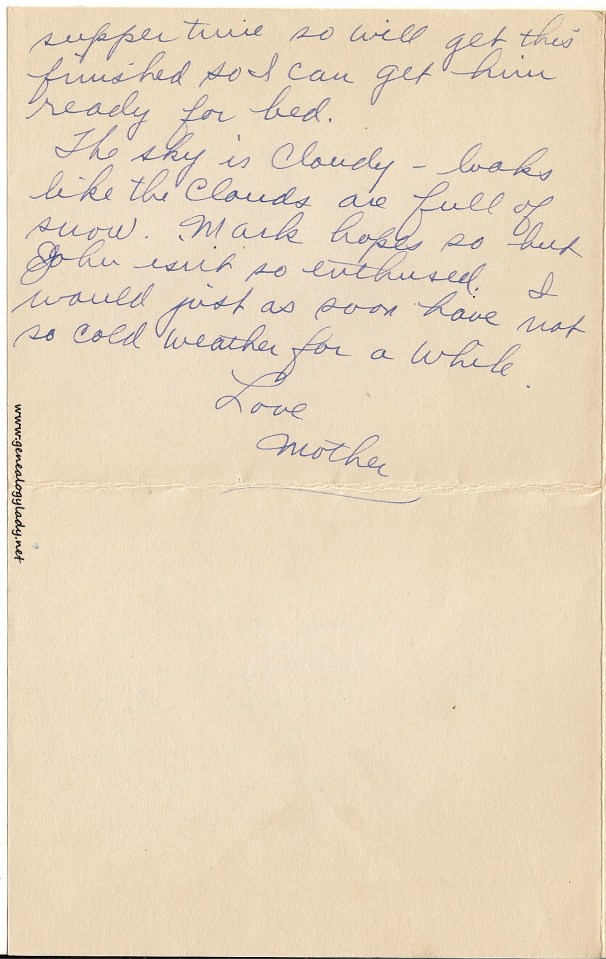 supper time so will get this
finished so I can get him
ready for bed.
The sky is cloudy – looks
like the clouds are full of
snow. Mark hopes so but
John isn't so enthused. I
would just as soon have not
so cold weather for a while.
Love
Mother
www.genealogylady.net